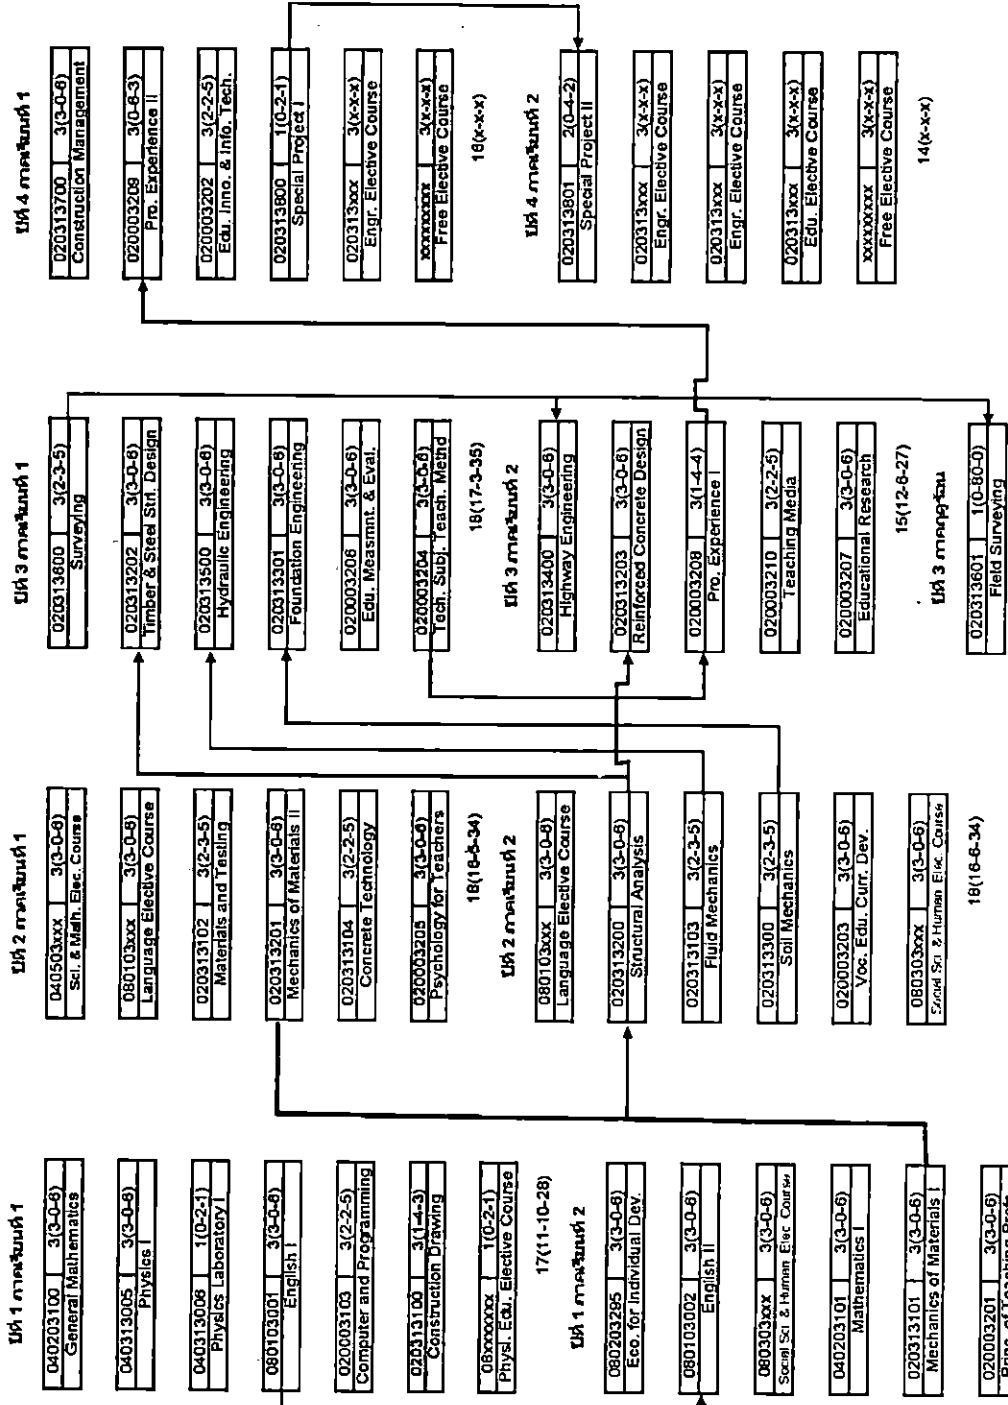 ปีที่ 1 ภาคเรียนที่ 1
040203100 3(3-0-6)
General Mathematics
040313005 3(3-0-6)
Physics I
040313006 1(0-2-1)
Physics Laboratory I
080103001 3(3-0-6)
English I
020003103 3(2-2-5)
Computer and Programming
020313100 3(1-4-3)
Construction Drawing
08xxxxxxx 1(0-2-1)
Physl. Edu. Elective Course
17(11-10-28)
ปีที่ 1 ภาคเรียนที่ 2
080203295 3(3-0-6)
Eco. for Individual Dev.
080103002 3(3-0-6)
English II
080303xxx 3(3-0-6)
Social Sci. & Human Elec. Course
040203101 3(3-0-6)
Mathematics I
020313101 3(3-0-6)
Mechanics of Materials I
020003201 3(3-0-6)
Princ. of Teaching Profs.
ปีที่ 2 ภาคเรียนที่ 1
040503xxx 3(3-0-6)
Sci. & Math. Elec. Course
080103xxx 3(3-0-6)
Language Elective Course
020313102 3(2-3-5)
Materials and Testing
020313201 3(3-0-6)
Mechanics of Materials II
020313104 3(2-2-5)
Concrete Technology
020003205 3(3-0-6)
Psychology for Teachers
18(16-5-34)
ปีที่ 2 ภาคเรียนที่ 2
080103xxx 3(3-0-6)
Language Elective Course
020313200 3(3-0-6)
Structural Analysis
020313103 3(2-3-5)
Fluid Mechanics
020313300 3(2-3-5)
Soil Mechanics
020003203 3(3-0-6)
Voc. Edu. Curr. Dev.
080303xxx 3(3-0-6)
Social Sci. & Human Elec. Course
18(16-6-34)
ปีที่ 3 ภาคเรียนที่ 1
020313600 3(2-3-5)
Surveying
020313202 3(3-0-6)
Timber & Steel Strl. Design
020313500 3(3-0-6)
Hydraulic Engineering
020313301 3(3-0-6)
Foundation Engineering
020003206 3(3-0-6)
Edu. Measmnt. & Eval.
020003204 3(3-0-6)
Tech. Subj. Teach. Methd
18(17-3-35)
ปีที่ 3 ภาคเรียนที่ 2
020313400 3(3-0-6)
Highway Engineering
020313203 3(3-0-6)
Reinforced Concrete Design
020003208 3(1-4-4)
Pro. Experience I
020003210 3(2-2-5)
Teaching Media
020003207 3(3-0-6)
Educational Research
15(12-6-27)
ปีที่ 3 ภาคฤดูร้อน
020313601 1(0-80-0)
Field Surveying
ปีที่ 4 ภาคเรียนที่ 1
020313700 3(3-0-6)
Construction Management
020003209 3(0-6-3)
Pro. Experience II
020003202 3(2-2-5)
Edu. Inno. & Info. Tech.
020313800 1(0-2-1)
Special Project I
020313xxx 3(x-x-x)
Engr. Elective Course
xxxxxxxxx 3(x-x-x)
Free Elective Course
16(x-x-x)
ปีที่ 4 ภาคเรียนที่ 2
020313801 2(0-4-2)
Special Project II
020313xxx 3(x-x-x)
Engr. Elective Course
020313xxx 3(x-x-x)
Engr. Elective Course
020313xxx 3(x-x-x)
Edu. Elective Course
xxxxxxxxx 3(x-x-x)
Free Elective Course
14(x-x-x)